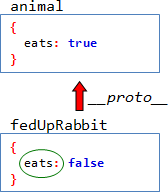 animal
{
eats: true
}
__proto__
fedUpRabbit
{
eats: false
}